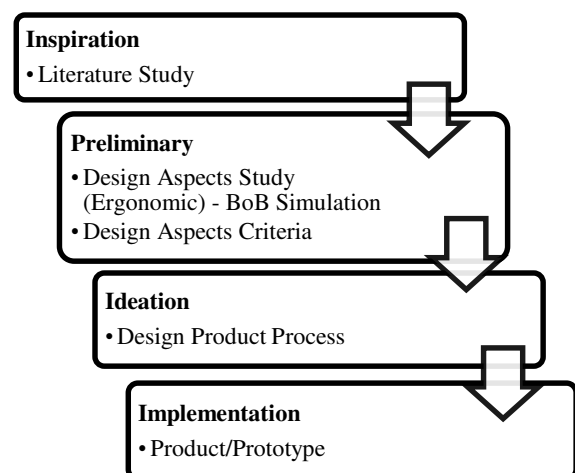 Inspiration
• Literature Study
Preliminary
• Design Aspects Study
(Ergonomic) - BoB Simulation
• Design Aspects Criteria
Ideation
• Design Product Process
Implementation
• Product/Prototype